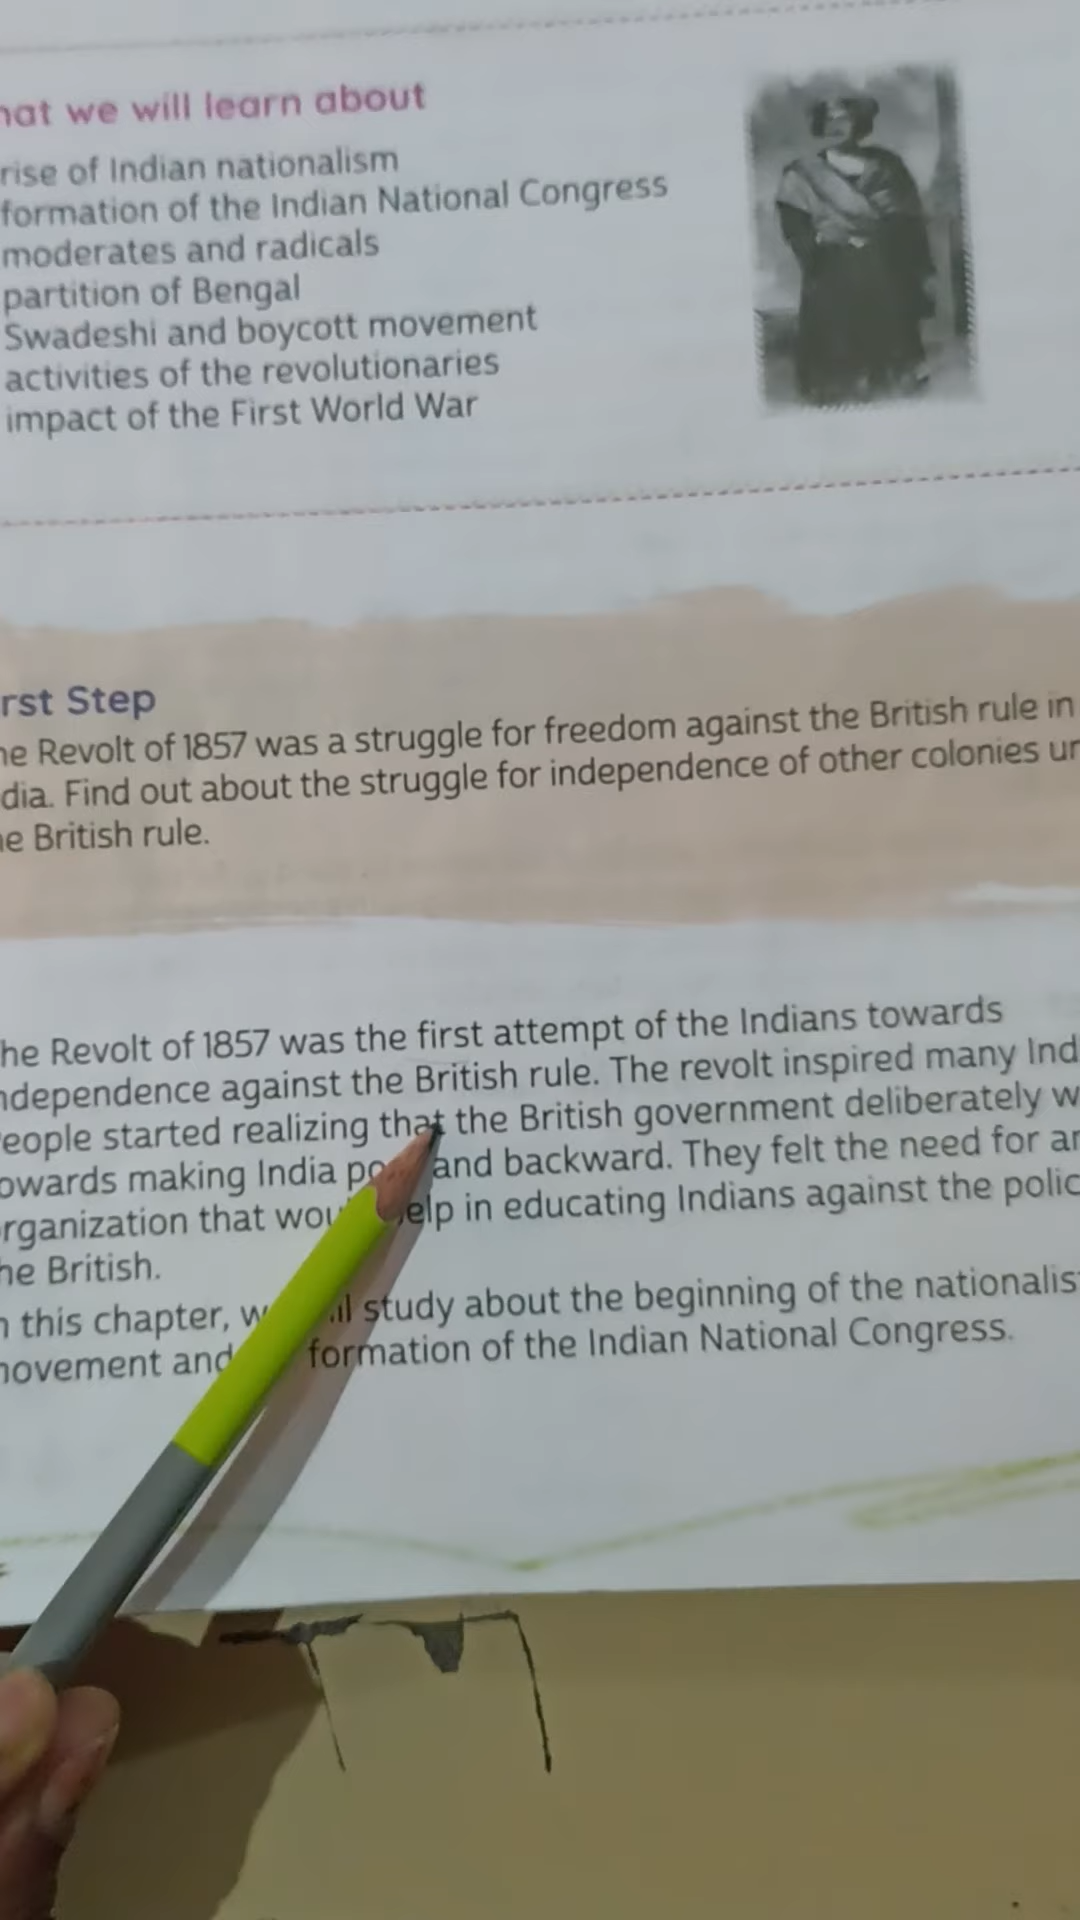 hat we will learn about
rise of Indian nationalism
formation of the Indian National Congress
moderates and radicals
partition of Bengal
Swadeshi and boycott movement
activities of the revolutionaries
impact of the First World War
rst Step
he Revolt of 1857 was a struggle for freedom against the British rule in
dia. Find out about the struggle for independence of other colonies un
he British rule.
he Revolt of 1857 was the first attempt of the Indians towards
ndependence against the British rule. The revolt inspired many Ind
eople started realizing that the British government deliberately w
owards making India and backward. They felt the need for an
rganization that elp in educating Indians against the polic
he British.
n this chapter, study about the beginning of the nationalis
ovement and formation of the Indian National Congress.